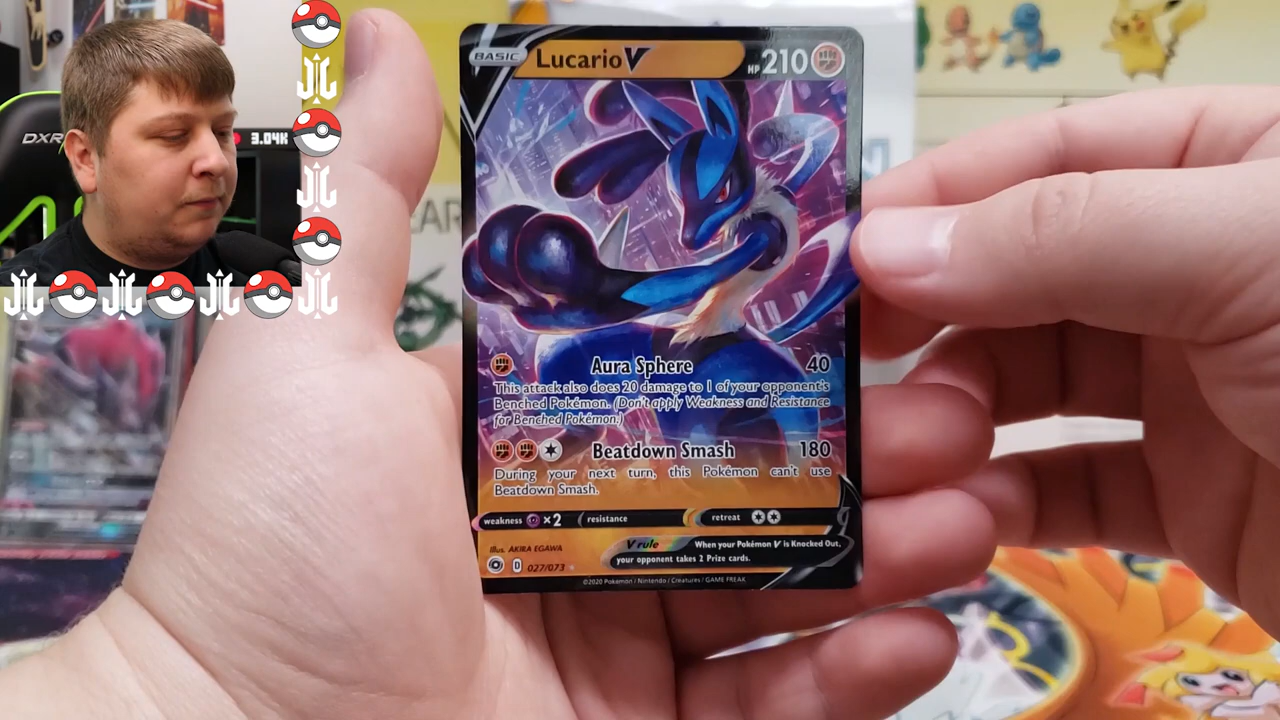 DXR
3.04K
BASIC
Lucario V
HP 210
Aura Sphere 40
This attack also does 20 damage to 1 of your opponent's
Benched Pokémon. (Don't apply Weakness and Resistance
for Benched Pokémon.)
Beatdown Smash 180
During your next turn, this Pokémon can't use
Beatdown Smash.
weakness ×2 resistance retreat
V rule When your Pokémon V is Knocked Out,
your opponent takes 2 Prize cards.
Illus. AKIRA EGAWA
D 027/073
©2020 Pokémon / Nintendo / Creatures / GAME FREAK